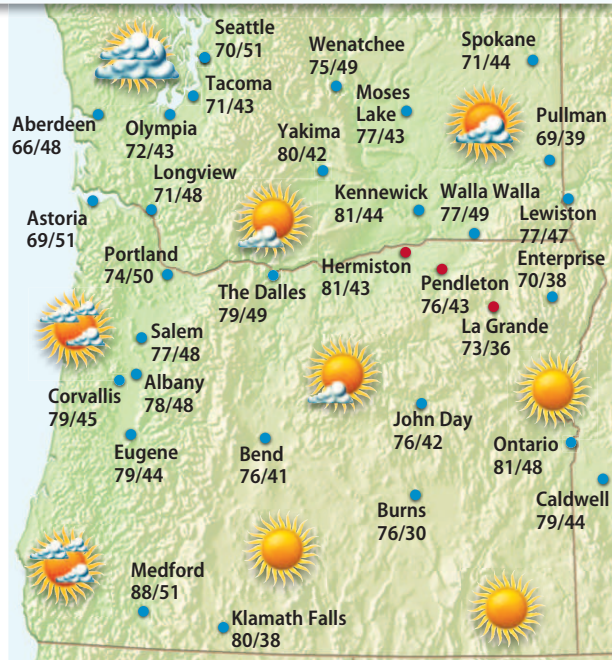 Seattle
70/51
Wenatchee
75/49
Spokane
71/44
Tacoma
71/43
Moses
Lake
77/43
Pullman
69/39
Aberdeen
66/48
Olympia
72/43
Yakima
80/42
Longview
71/48
Kennewick
81/44
Walla Walla
77/49
Lewiston
77/47
Astoria
69/51
Portland
74/50
The Dalles
79/49
Hermiston
81/43
Pendleton
76/43
Enterprise
70/38
La Grande
73/36
Salem
77/48
Corvallis
79/45
Albany
78/48
John Day
76/42
Eugene
79/44
Bend
76/41
Ontario
81/48
Burns
76/30
Caldwell
79/44
Medford
88/51
Klamath Falls
80/38